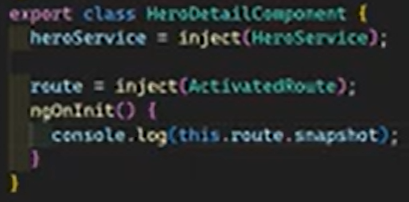 export class HeroDetailComponent {
  heroService = inject(HeroService);

  route = inject(ActivatedRoute);
  ngOnInit() {
    console.log(this.route.snapshot);
  }
}